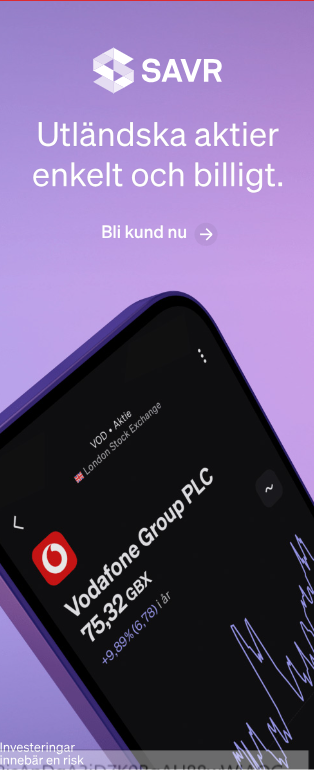 SAVR
Utländska aktier
enkelt och billigt.
Bli kund nu
VOD • Aktie
London Stock Exchange
Vodafone Group PLC
75,32 GBX
+9,89% (6,78) i år
Investeringar
innebär en risk